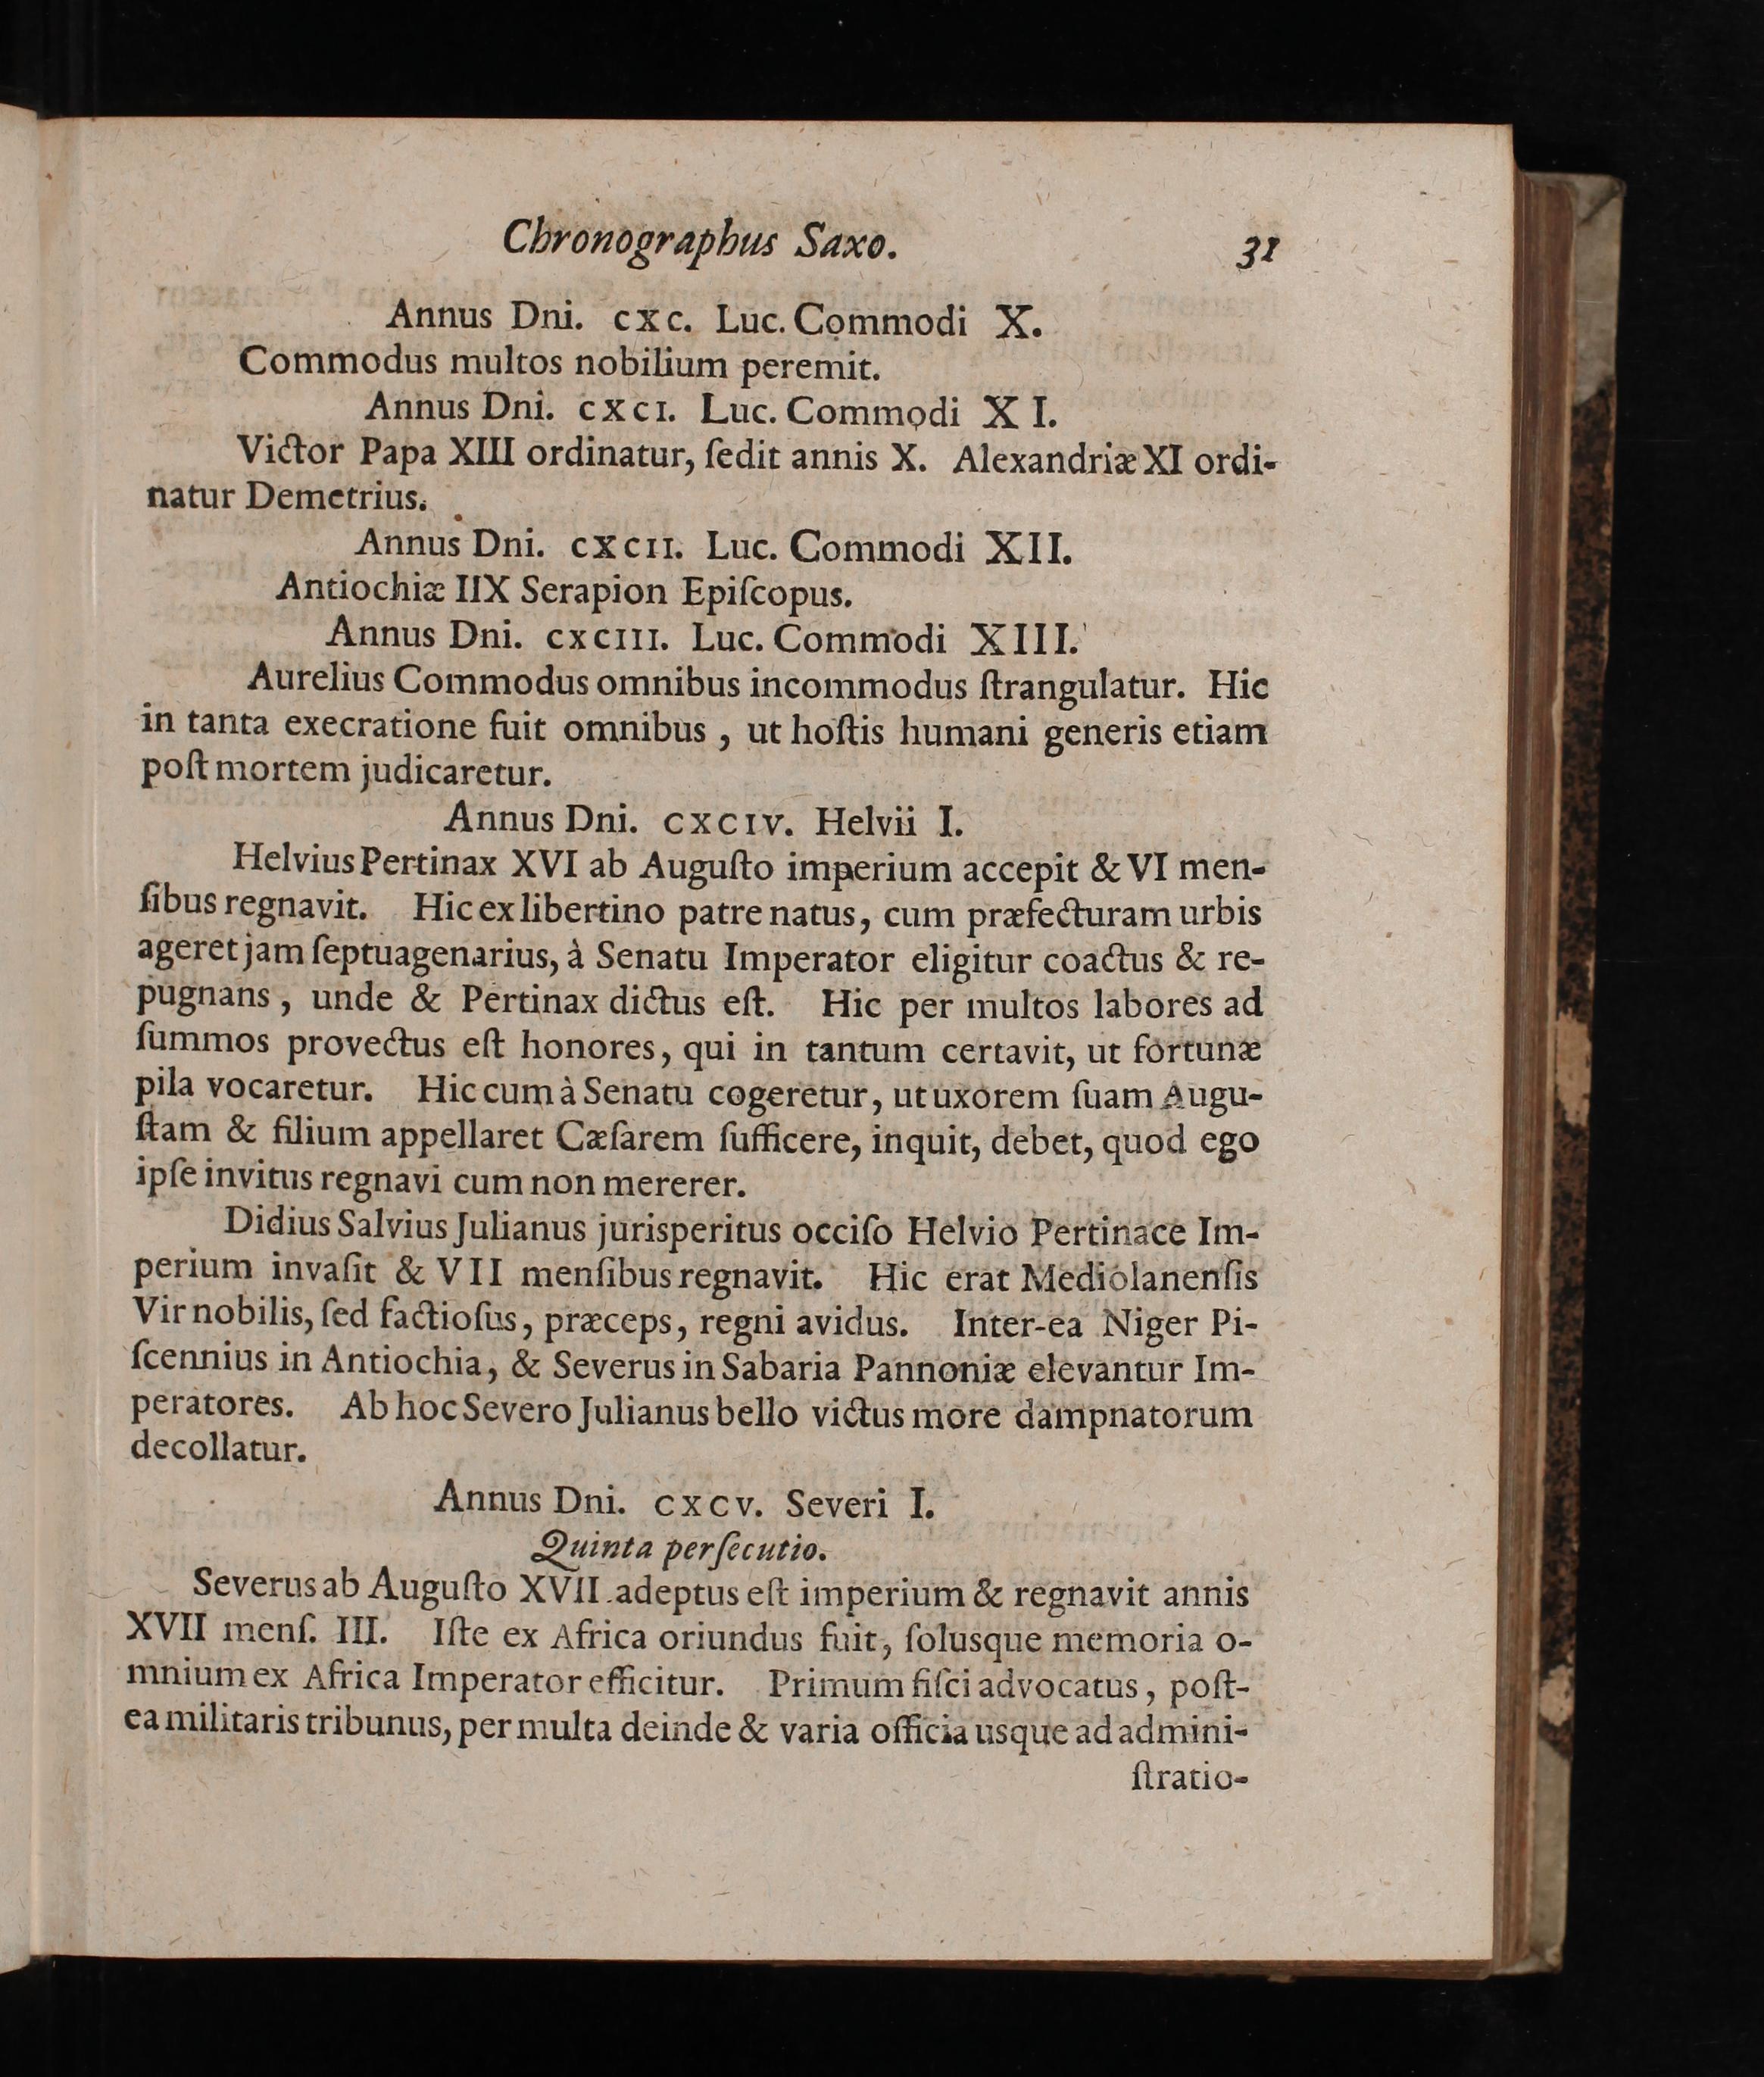 Chronographus Saxo. 31
Annus Dni. cxc. Luc. Commodi X.
Commodus multos nobilium peremit.
Annus Dni. cxci. Luc. Commodi XI.
Victor Papa XIII ordinatur, ſedit annis X. Alexandriæ XI ordi-
natur Demetrius.
Annus Dni. cxcii. Luc. Commodi XII.
Antiochiæ IIX Serapion Epiſcopus.
Annus Dni. cxciii. Luc. Commodi XIII.
Aurelius Commodus omnibus incommodus ſtrangulatur. Hic
in tanta execratione fuit omnibus , ut hoſtis humani generis etiam
poſt mortem judicaretur.
Annus Dni. cxciv. Helvii I.
Helvius Pertinax XVI ab Auguſto imperium accepit & VI men-
ſibus regnavit. Hic ex libertino patre natus, cum præfecturam urbis
ageret jam ſeptuagenarius, à Senatu Imperator eligitur coactus & re-
pugnans, unde & Pertinax dictus eſt. Hic per multos labores ad
ſummos provectus eſt honores, qui in tantum certavit, ut fortunæ
pila vocaretur. Hic cum à Senatu cogeretur, ut uxorem ſuam Augu-
ſtam & filium appellaret Cæſarem ſufficere, inquit, debet, quod ego
ipſe invitus regnavi cum non mererer.
Didius Salvius Julianus jurisperitus occiſo Helvio Pertinace Im-
perium invaſit & VII menſibus regnavit. Hic erat Mediolanenſis
Vir nobilis, ſed factioſus, præceps, regni avidus. Inter-ea Niger Pi-
ſcennius in Antiochia, & Severus in Sabaria Pannoniæ elevantur Im-
peratores. Ab hoc Severo Julianus bello victus more dampnatorum
decollatur.
Annus Dni. cxcv. Severi I.
Quinta perſecutio.
Severus ab Auguſto XVII adeptus eſt imperium & regnavit annis
XVII menſ. III. Iſte ex Africa oriundus fuit, ſolusque memoria o-
mnium ex Africa Imperator efficitur. Primum fiſci advocatus, poſt-
ea militaris tribunus, per multa deinde & varia officia usque ad admini-
ſtratio-